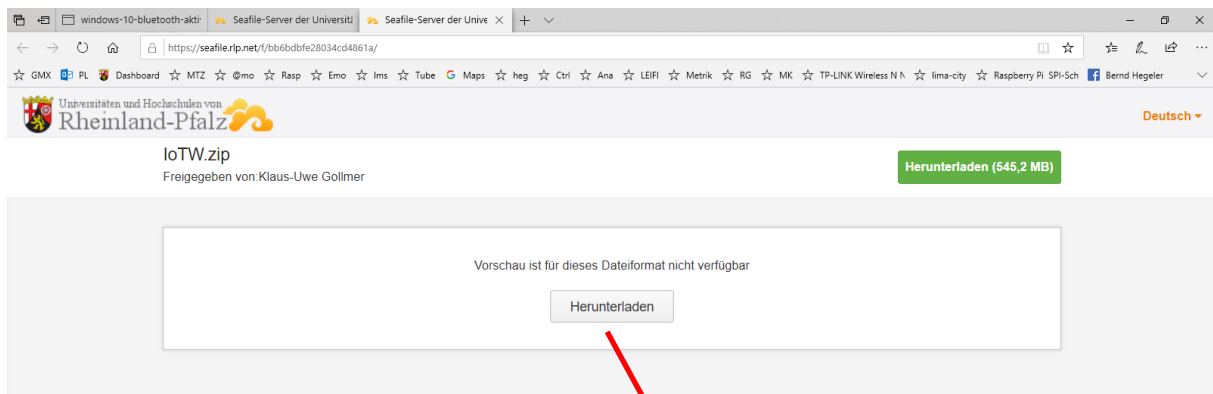 windows-10-bluetooth-akti
Seafile-Server der Universitä
Seafile-Server der Unive
https://seafile.rlp.net/f/bb6bdbfe28034cd4861a/
GMX PL Dashboard MTZ @mo Rasp Emo Ims Tube Maps heg Ctrl Ana LEIFI Metrik RG MK TP-LINK Wireless N N lima-city Raspberry Pi SPI-Sch Bernd Hegeler
Universitäten und Hochschulen von
Rheinland-Pfalz
Deutsch
IoTW.zip
Freigegeben von:Klaus-Uwe Gollmer
Herunterladen (545,2 MB)
Vorschau ist für dieses Dateiformat nicht verfügbar
Herunterladen